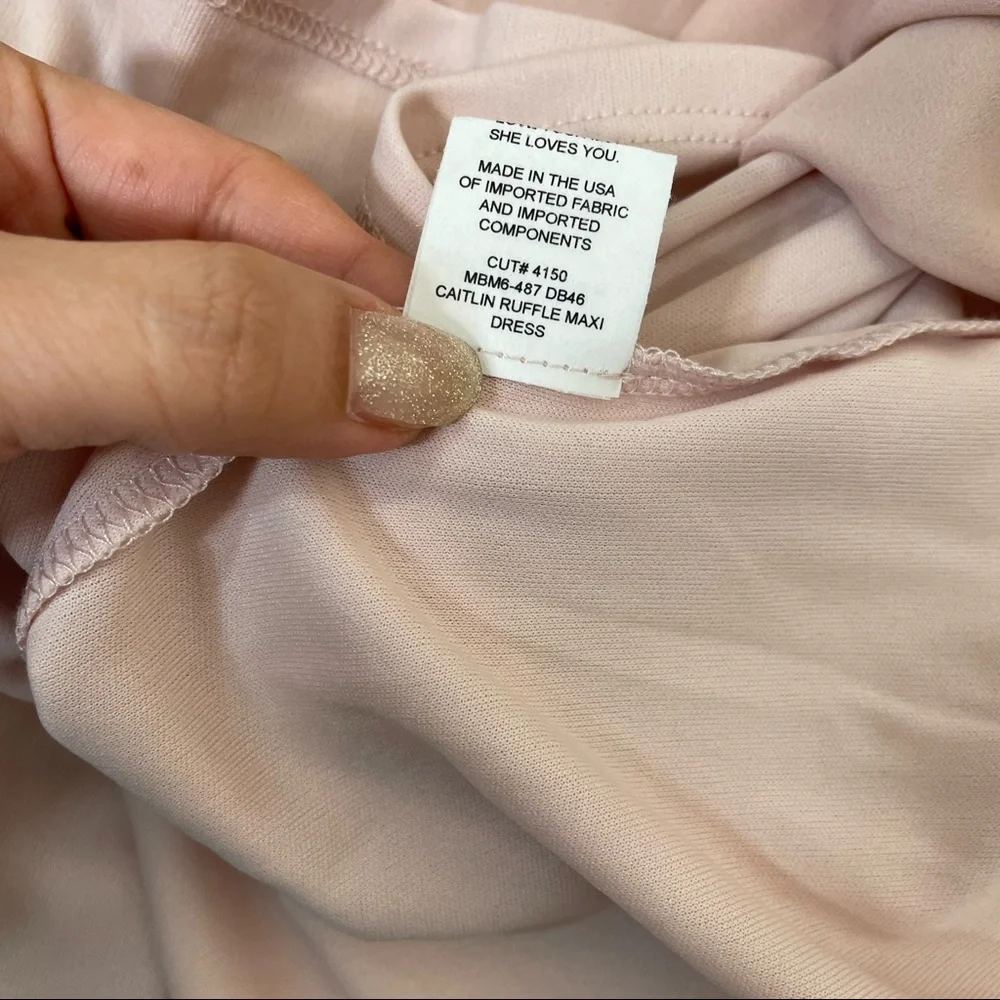 SHE LOVES YOU.
MADE IN THE USA
OF IMPORTED FABRIC
AND IMPORTED
COMPONENTS
CUT# 4150
MBM6-487 DB46
CAITLIN RUFFLE MAXI
DRESS